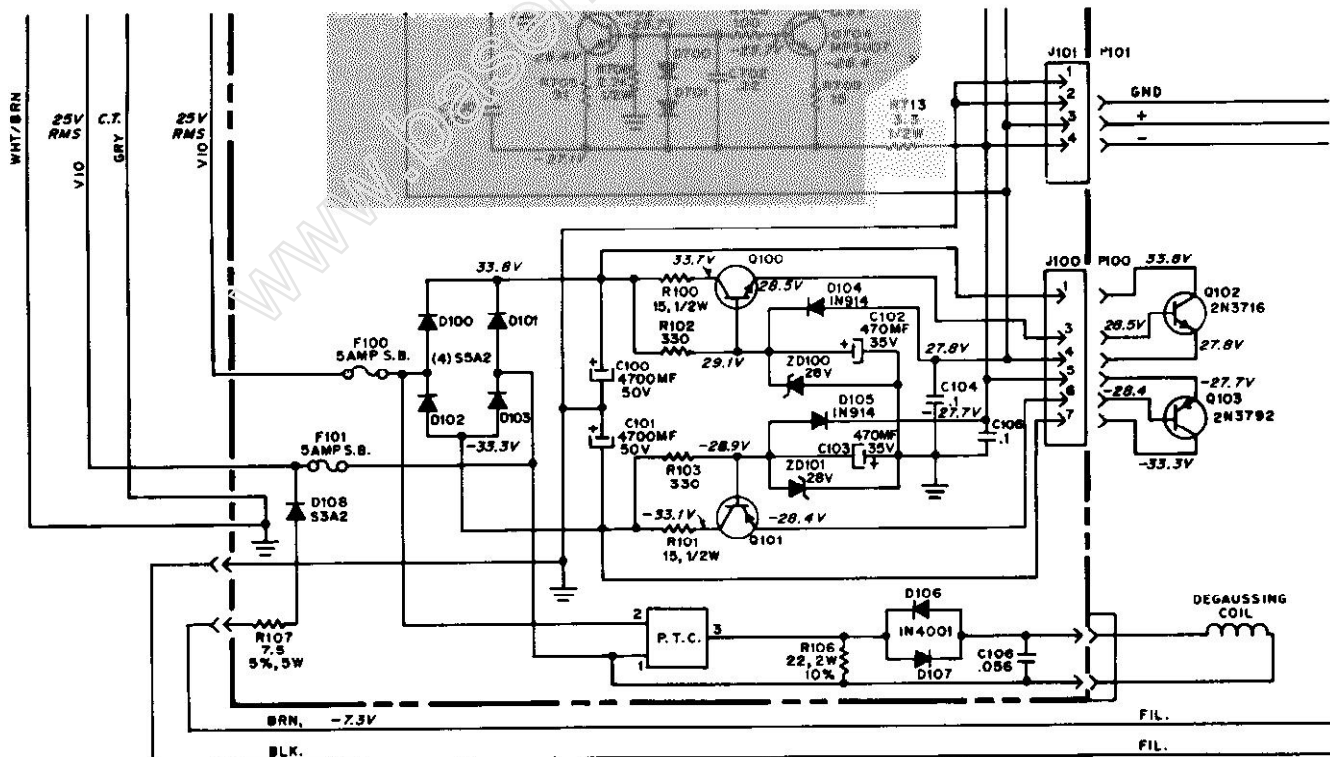 WHT/BRN
25V
RMS
VIO
C.T.
GRY
25V
RMS
VIO
-27.1V
1/2W
J101
P101
1
2
3
4
GND
+
-
33.8V
33.7V
Q100
28.5V
R100
15, 1/2W
R102
330
29.1V
D104
1N914
C102
470MF
35V
+
ZD100
28V
27.8V
C104
.1
-27.7V
C105
.1
D100
D101
(4) S5A2
D102
D103
-33.3V
F100
5AMP S.B.
F101
5AMP S.B.
D108
S3A2
+
C100
4700MF
50V
+
C101
4700MF
50V
D105
1N914
470MF
35V
C103
+
ZD101
28V
-28.9V
R103
330
-33.1V
R101
15, 1/2W
Q101
-28.4V
J100
P100
1
3
4
5
6
7
33.8V
28.5V
Q102
2N3716
27.8V
-27.7V
-28.4
Q103
2N3792
-33.3V
R107
7.5
5%, 5W
2
1
P.T.C.
3
R106
22, 2W
10%
D106
1N4001
D107
C106
.056
DEGAUSSING
COIL
BRN, -7.3V
FIL.
BLK.
FIL.